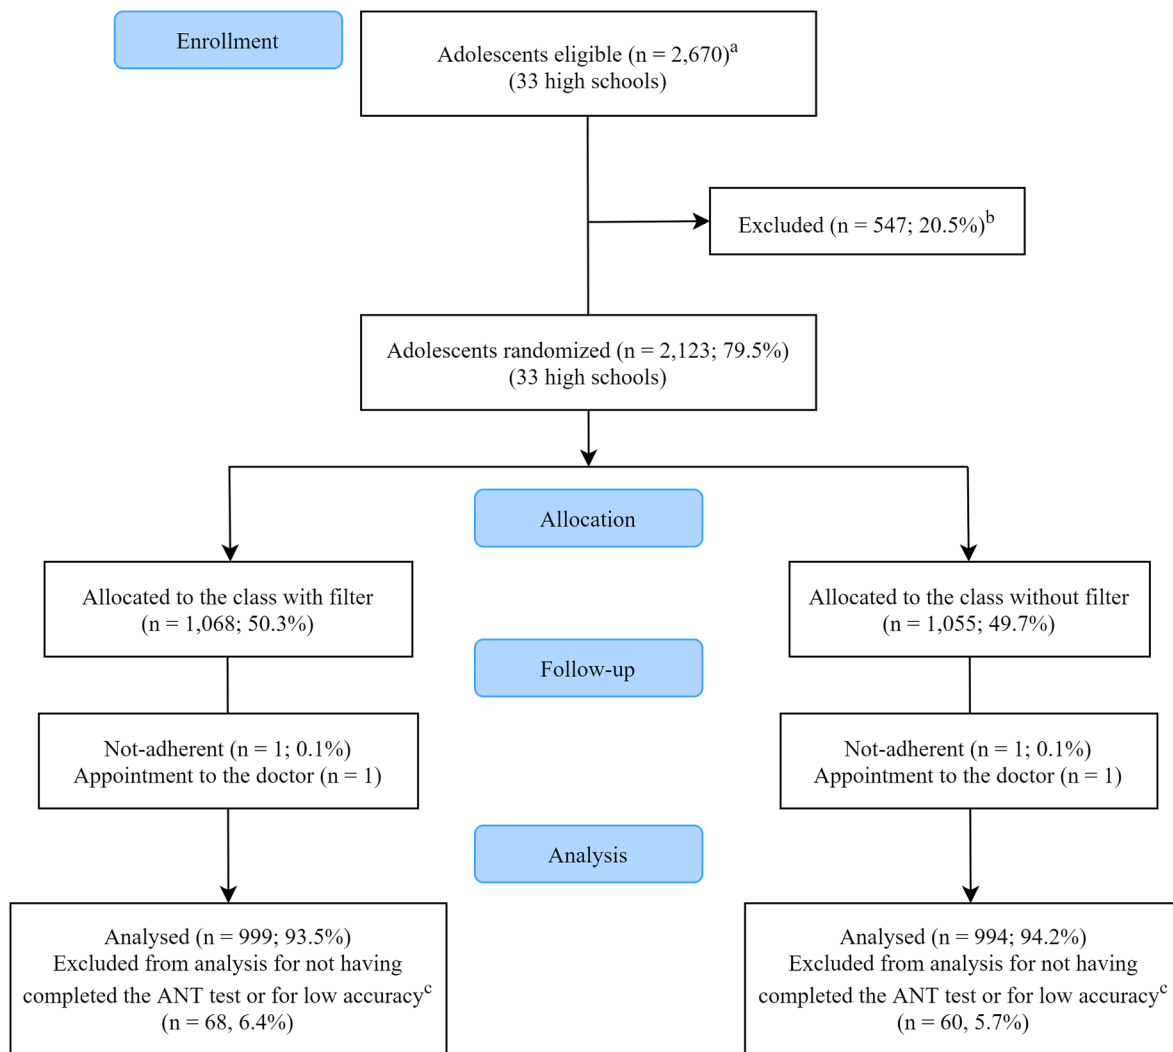 Enrollment
Adolescents eligible (n = 2,670)a
(33 high schools)
Excluded (n = 547; 20.5%)b
Adolescents randomized (n = 2,123; 79.5%)
(33 high schools)
Allocation
Allocated to the class with filter
(n = 1,068; 50.3%)
Allocated to the class without filter
(n = 1,055; 49.7%)
Follow-up
Not-adherent (n = 1; 0.1%)
Appointment to the doctor (n = 1)
Not-adherent (n = 1; 0.1%)
Appointment to the doctor (n = 1)
Analysis
Analysed (n = 999; 93.5%)
Excluded from analysis for not having
completed the ANT test or for low accuracyc
(n = 68, 6.4%)
Analysed (n = 994; 94.2%)
Excluded from analysis for not having
completed the ANT test or for low accuracyc
(n = 60, 5.7%)